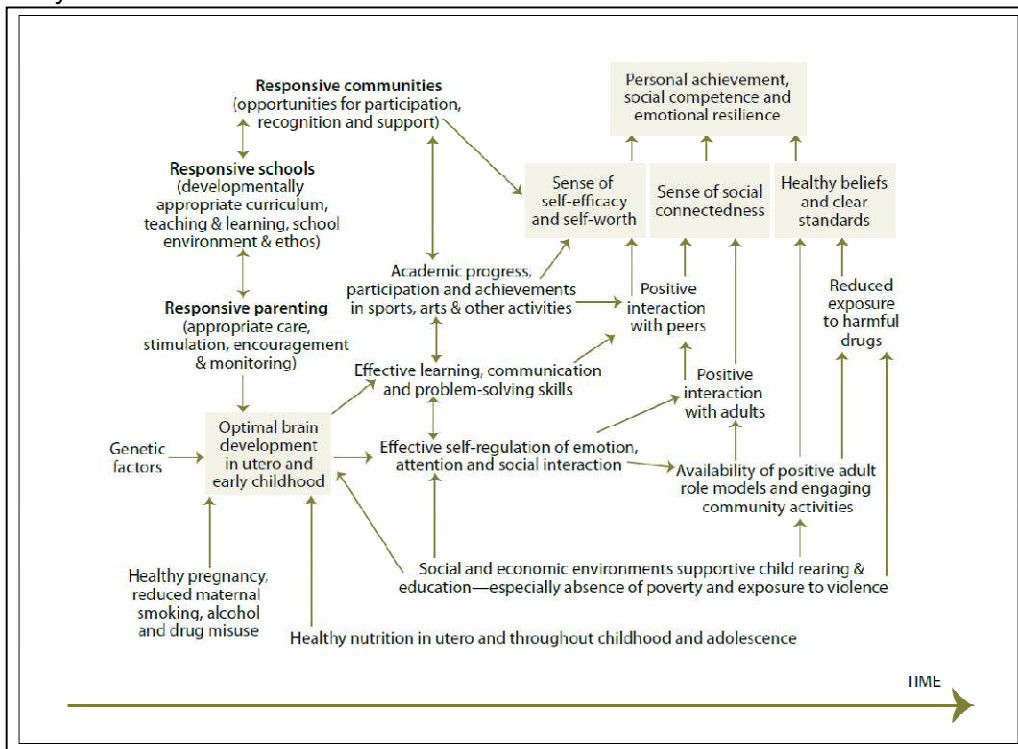 Responsive communities
(opportunities for participation,
recognition and support)
Personal achievement,
social competence and
emotional resilience
Responsive schools
(developmentally
appropriate curriculum,
teaching & learning, school
environment & ethos)
Sense of
self-efficacy
and self-worth
Sense of social
connectedness
Healthy beliefs
and clear
standards
Academic progress,
participation and achievements
in sports, arts & other activities
Positive
interaction
with peers
Reduced
exposure
to harmful
drugs
Responsive parenting
(appropriate care,
stimulation, encouragement
& monitoring)
Effective learning, communication
and problem-solving skills
Positive
interaction
with adults
Genetic
factors
Optimal brain
development
in utero and
early childhood
Effective self-regulation of emotion,
attention and social interaction
Availability of positive adult
role models and engaging
community activities
Healthy pregnancy,
reduced maternal
smoking, alcohol
and drug misuse
Social and economic environments supportive child rearing &
education—especially absence of poverty and exposure to violence
Healthy nutrition in utero and throughout childhood and adolescence
TIME